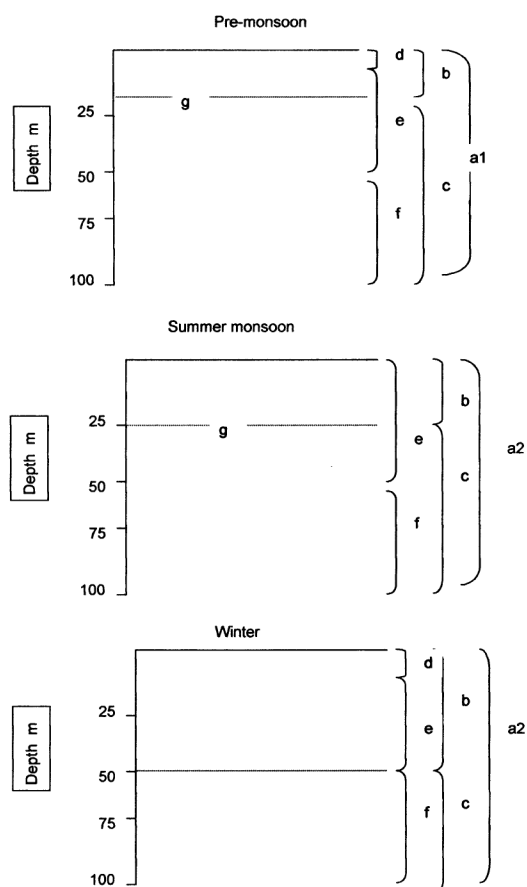 Pre-monsoon
d
b
25
g
e
Depth m
a1
50
c
75
f
100
Summer monsoon
b
25
g
e
a2
Depth m
50
c
f
75
100
Winter
d
b
25
e
a2
Depth m
50
f
c
75
100